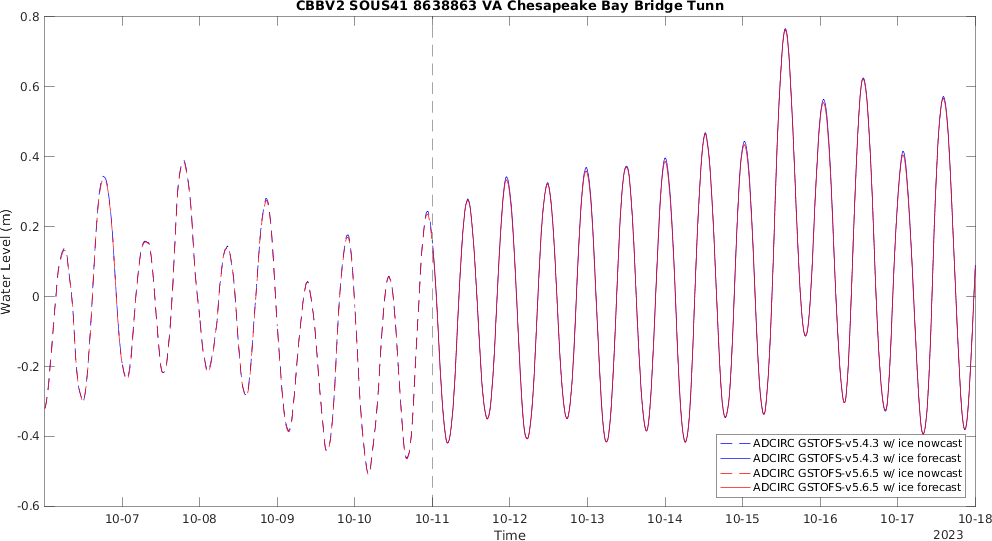 CBBV2 SOUS41 8638863 VA Chesapeake Bay Bridge Tunn
0.8
0.6
0.4
0.2
0
-0.2
-0.4
-0.6
Water Level (m)
ADCIRC GSTOFS-v5.4.3 w/ ice nowcast
ADCIRC GSTOFS-v5.4.3 w/ ice forecast
ADCIRC GSTOFS-v5.6.5 w/ ice nowcast
ADCIRC GSTOFS-v5.6.5 w/ ice forecast
10-07 10-08 10-09 10-10 10-11 10-12 10-13 10-14 10-15 10-16 10-17 10-18
Time
2023